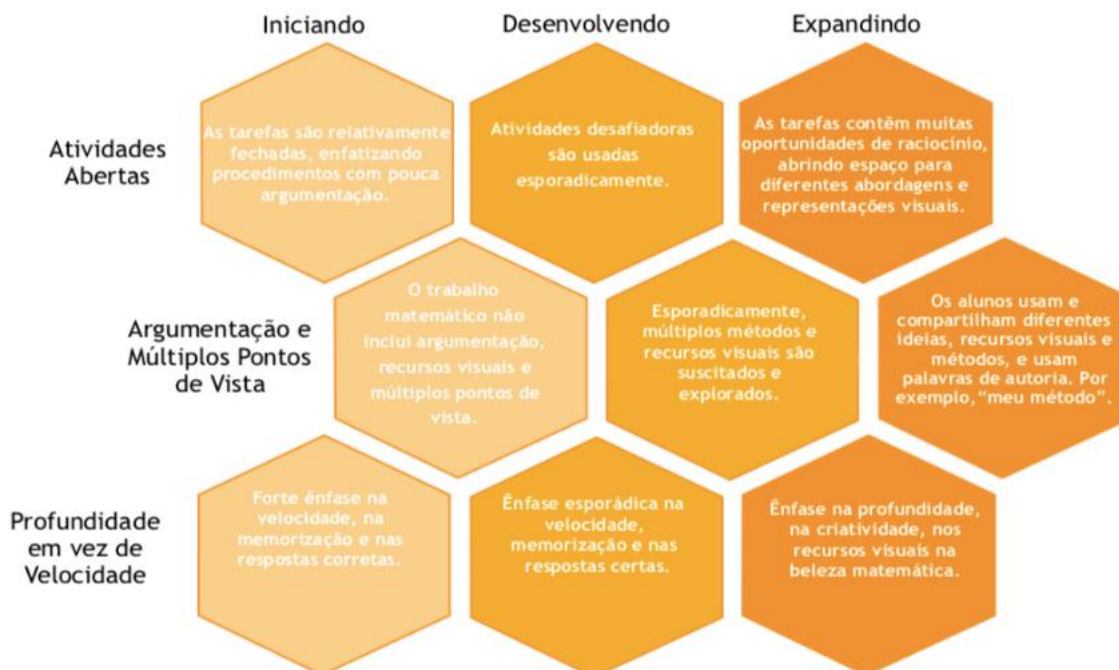 Iniciando
Desenvolvendo
Expandindo
Atividades
Abertas
As tarefas são relativamente
fechadas, enfatizando
procedimentos com pouca
argumentação.
Atividades desafiadoras
são usadas
esporadicamente.
As tarefas contêm muitas
oportunidades de raciocínio,
abrindo espaço para
diferentes abordagens e
representações visuais.
Argumentação e
Múltiplos Pontos
de Vista
O trabalho
matemático não
inclui argumentação,
recursos visuais e
múltiplos pontos de
vista.
Esporadicamente,
múltiplos métodos e
recursos visuais são
suscitados e
explorados.
Os alunos usam e
compartilham diferentes
ideias, recursos visuais e
métodos, e usam
palavras de autoria. Por
exemplo, “meu método”.
Profundidade
em vez de
Velocidade
Forte ênfase na
velocidade, na
memorização e nas
respostas corretas.
Ênfase esporádica na
velocidade,
memorização e nas
respostas certas.
Ênfase na profundidade,
na criatividade, nos
recursos visuais na
beleza matemática.